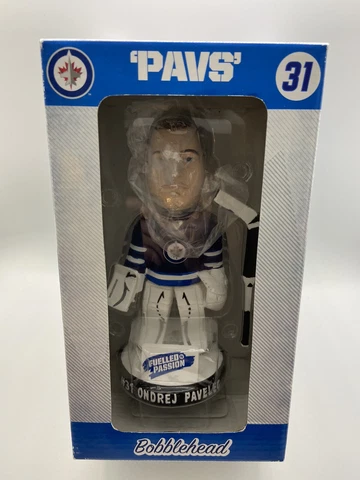 'PAVS'
31
FUELLED BY
PASSION
#31 ONDREJ PAVELEC
Bobblehead